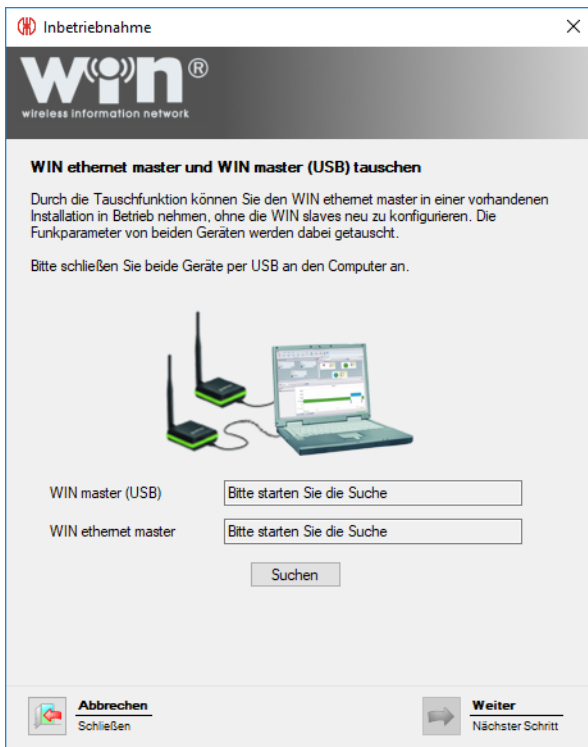 Inbetriebnahme
WIN®
wireless information network
WIN ethernet master und WIN master (USB) tauschen
Durch die Tauschfunktion können Sie den WIN ethernet master in einer vorhandenen
Installation in Betrieb nehmen, ohne die WIN slaves neu zu konfigurieren. Die
Funkparameter von beiden Geräten werden dabei getauscht.
Bitte schließen Sie beide Geräte per USB an den Computer an.
WIN master (USB)
Bitte starten Sie die Suche
WIN ethernet master
Bitte starten Sie die Suche
Suchen
Abbrechen
Schließen
Weiter
Nächster Schritt